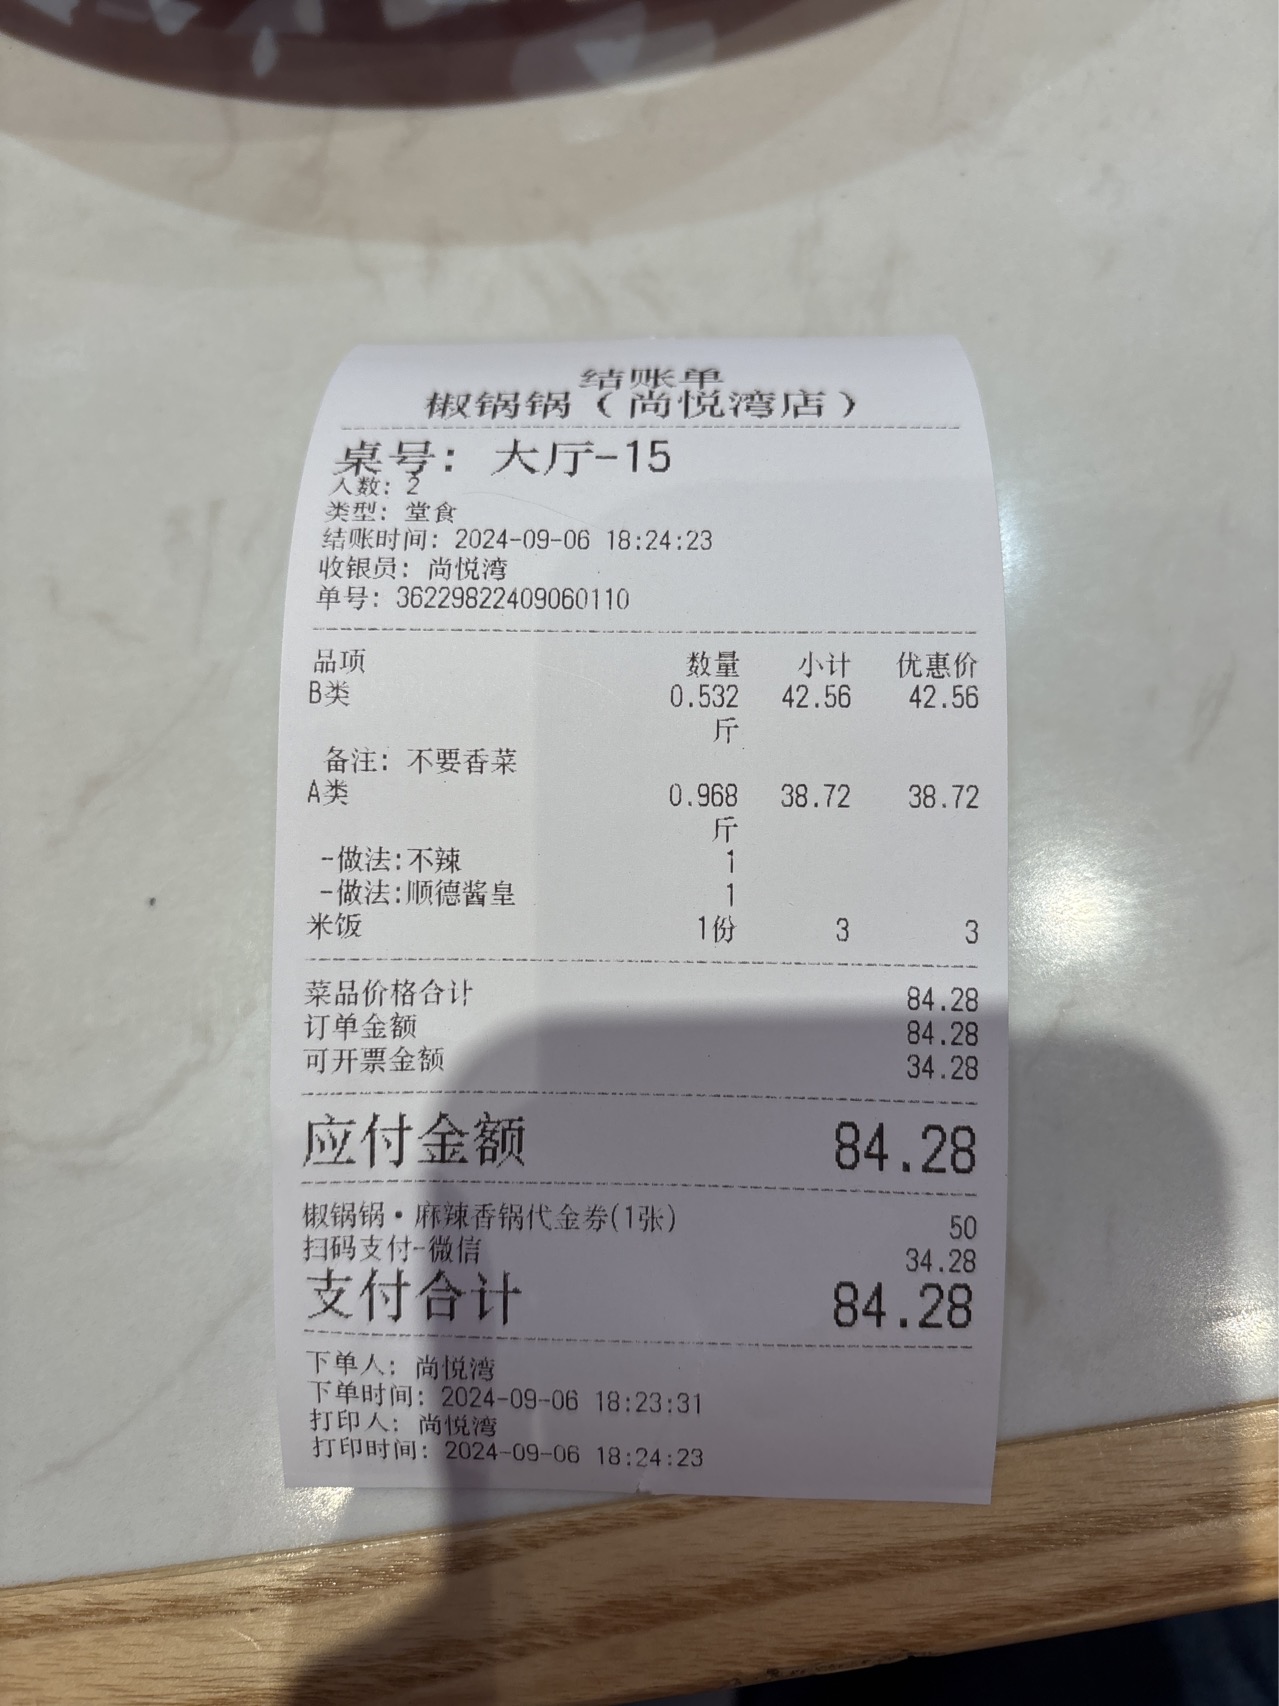 结账单
椒锅锅（尚悦湾店）
桌号：大厅-15
人数：2
类型：堂食
结账时间：2024-09-06 18:24:23
收银员：尚悦湾
单号：36229822409060110
品项 数量 小计 优惠价
B类 0.532 42.56 42.56
斤
备注：不要香菜
A类 0.968 38.72 38.72
斤
-做法:不辣 1
-做法:顺德酱皇 1
米饭 1份 3 3
菜品价格合计 84.28
订单金额 84.28
可开票金额 34.28
应付金额 84.28
椒锅锅•麻辣香锅代金券(1张) 50
扫码支付-微信 34.28
支付合计 84.28
下单人：尚悦湾
下单时间：2024-09-06 18:23:31
打印人：尚悦湾
打印时间：2024-09-06 18:24:23